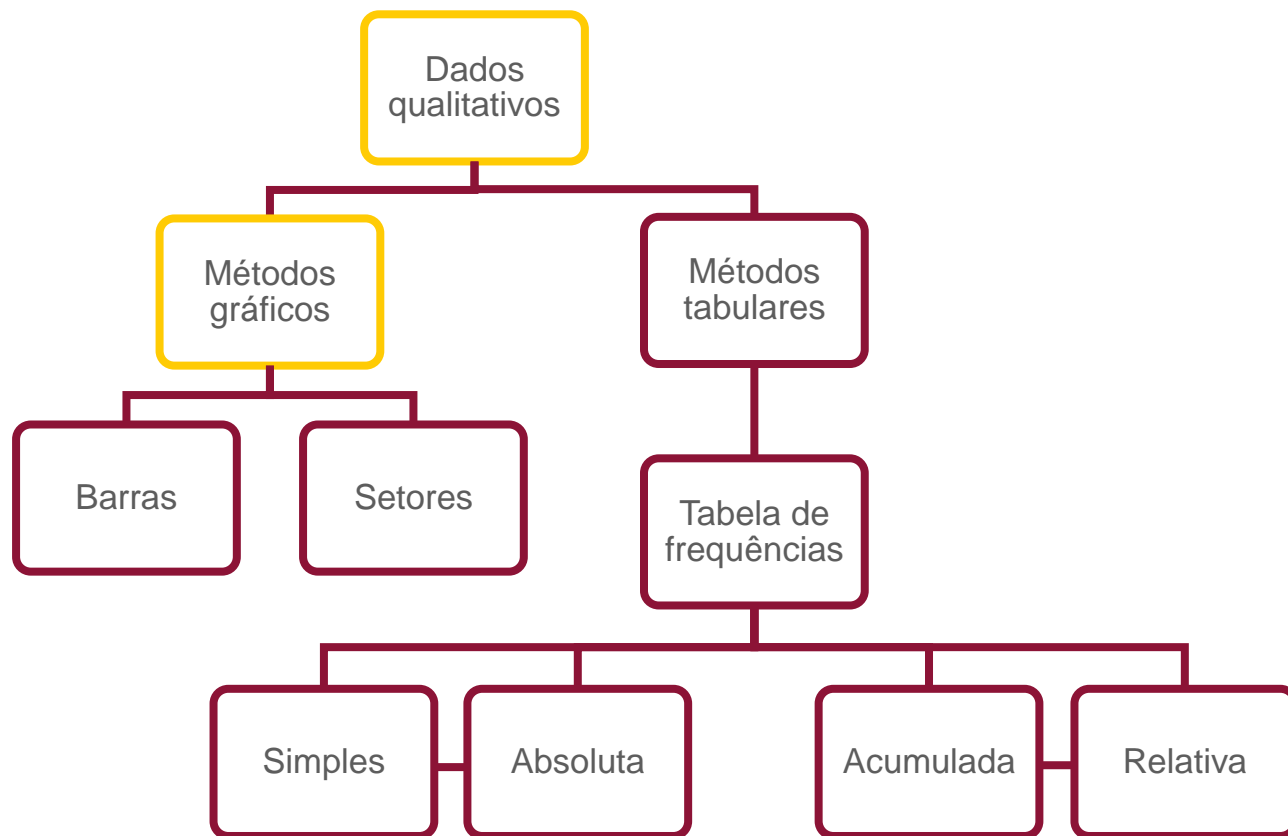 Dados
qualitativos
Métodos
gráficos
Métodos
tabulares
Barras
Setores
Tabela de
frequências
Simples
Absoluta
Acumulada
Relativa